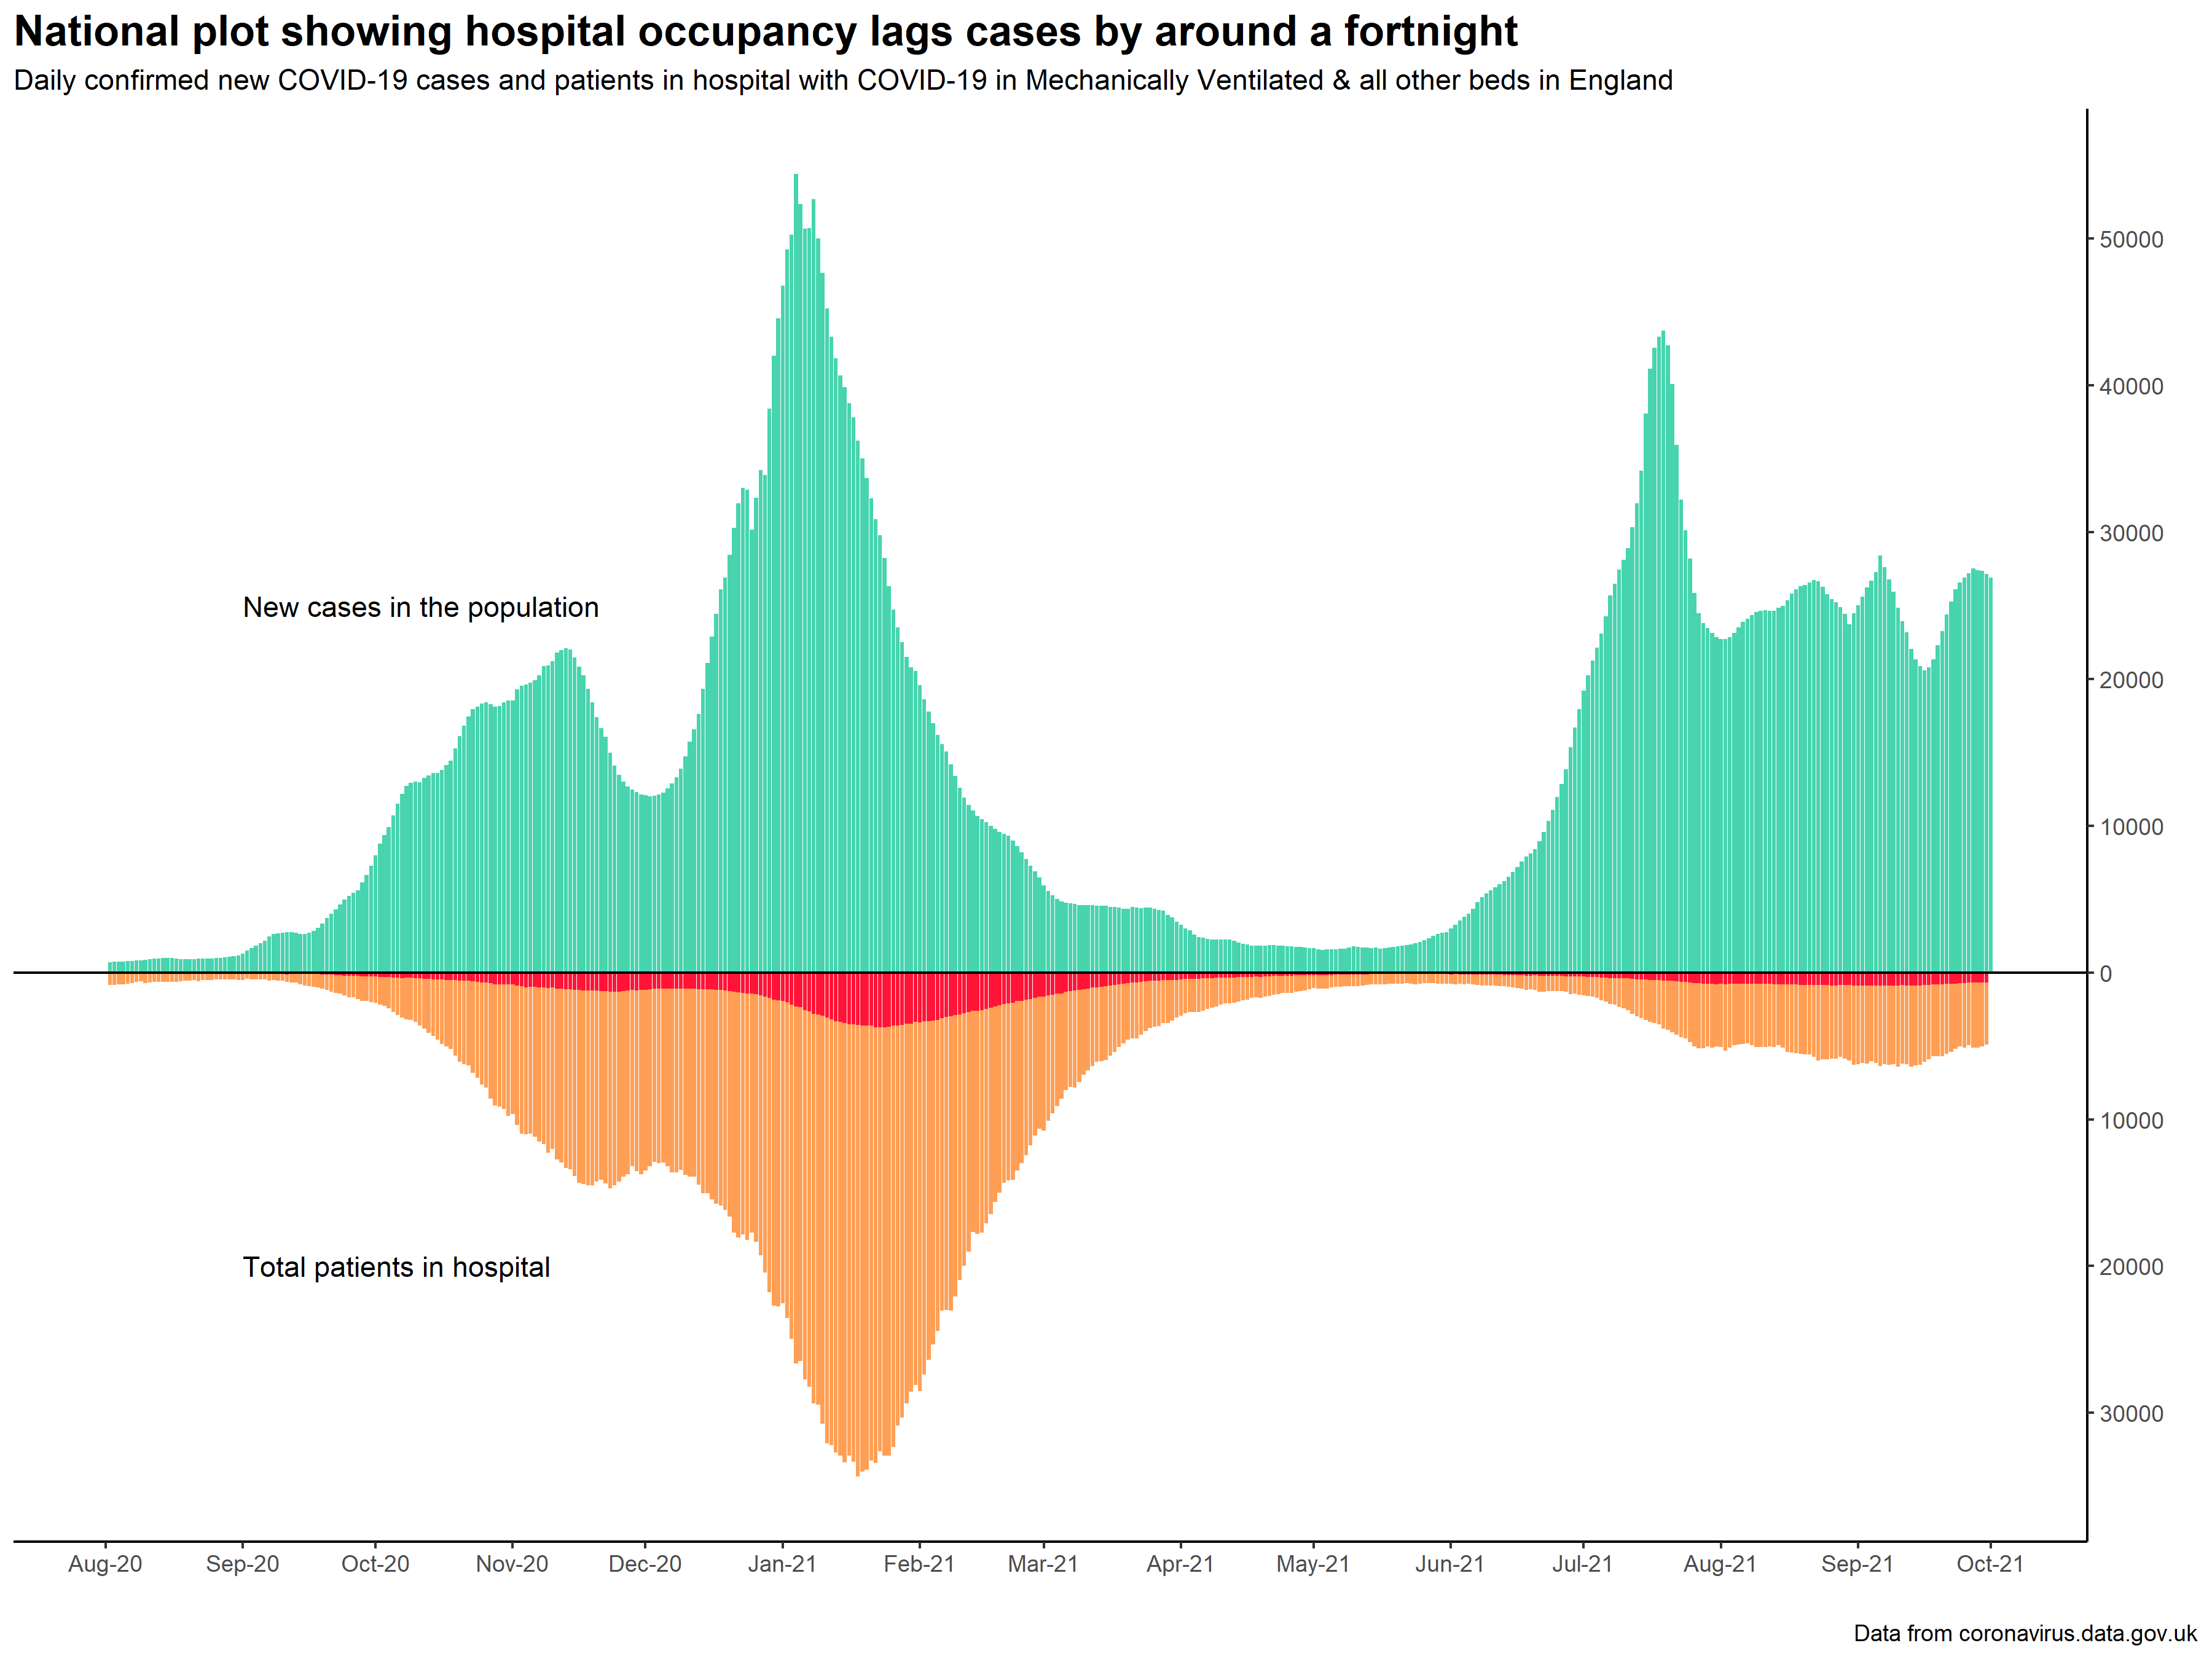 National plot showing hospital occupancy lags cases by around a fortnight
Daily confirmed new COVID-19 cases and patients in hospital with COVID-19 in Mechanically Ventilated & all other beds in England
50000
40000
30000
New cases in the population
20000
10000
0
10000
Total patients in hospital
20000
30000
Aug-20 Sep-20 Oct-20 Nov-20 Dec-20 Jan-21 Feb-21 Mar-21 Apr-21 May-21 Jun-21 Jul-21 Aug-21 Sep-21 Oct-21
Data from coronavirus.data.gov.uk